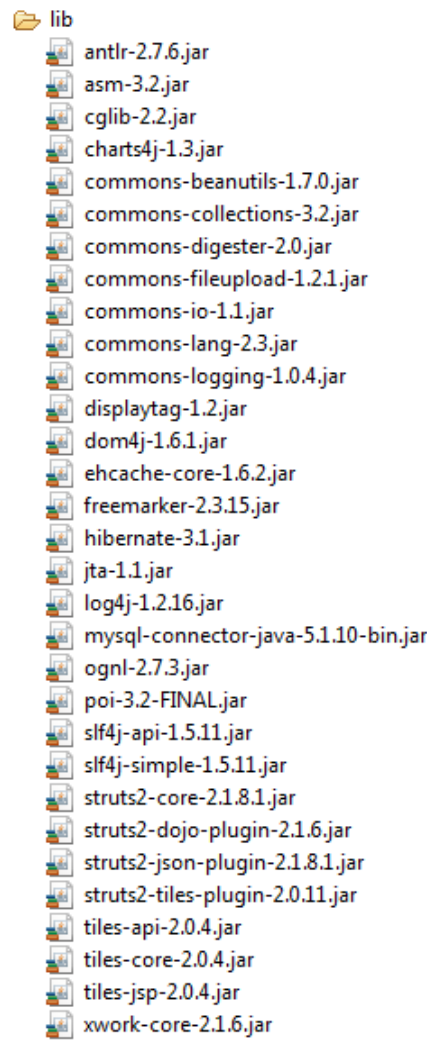 lib
antlr-2.7.6.jar
asm-3.2.jar
cglib-2.2.jar
charts4j-1.3.jar
commons-beanutils-1.7.0.jar
commons-collections-3.2.jar
commons-digester-2.0.jar
commons-fileupload-1.2.1.jar
commons-io-1.1.jar
commons-lang-2.3.jar
commons-logging-1.0.4.jar
displaytag-1.2.jar
dom4j-1.6.1.jar
ehcache-core-1.6.2.jar
freemarker-2.3.15.jar
hibernate-3.1.jar
jta-1.1.jar
log4j-1.2.16.jar
mysql-connector-java-5.1.10-bin.jar
ognl-2.7.3.jar
poi-3.2-FINAL.jar
slf4j-api-1.5.11.jar
slf4j-simple-1.5.11.jar
struts2-core-2.1.8.1.jar
struts2-dojo-plugin-2.1.6.jar
struts2-json-plugin-2.1.8.1.jar
struts2-tiles-plugin-2.0.11.jar
tiles-api-2.0.4.jar
tiles-core-2.0.4.jar
tiles-jsp-2.0.4.jar
xwork-core-2.1.6.jar